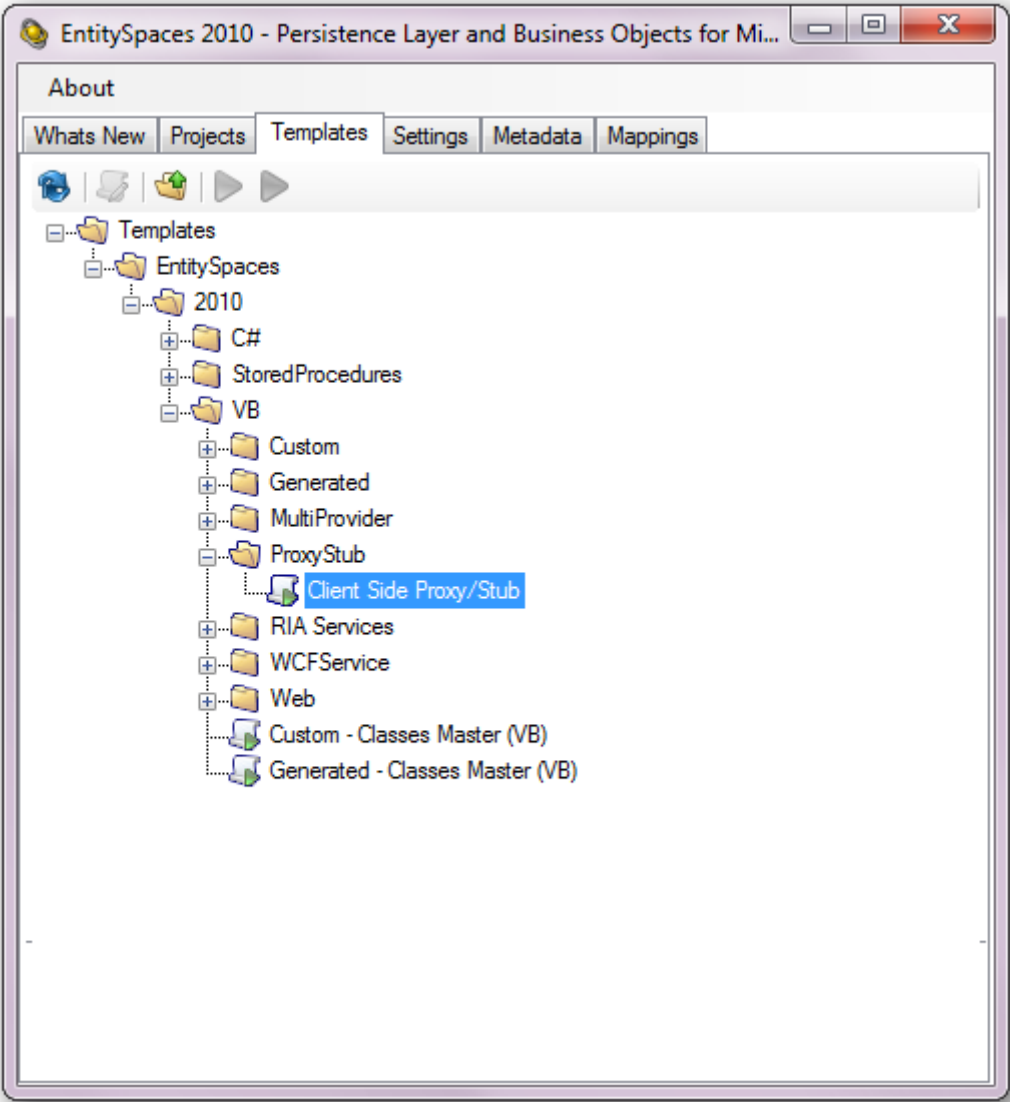 EntitySpaces 2010 - Persistence Layer and Business Objects for Mi...
About
Whats New Projects Templates Settings Metadata Mappings
Templates
EntitySpaces
2010
C#
StoredProcedures
VB
Custom
Generated
MultiProvider
ProxyStub
Client Side Proxy/Stub
RIA Services
WCFService
Web
Custom - Classes Master (VB)
Generated - Classes Master (VB)